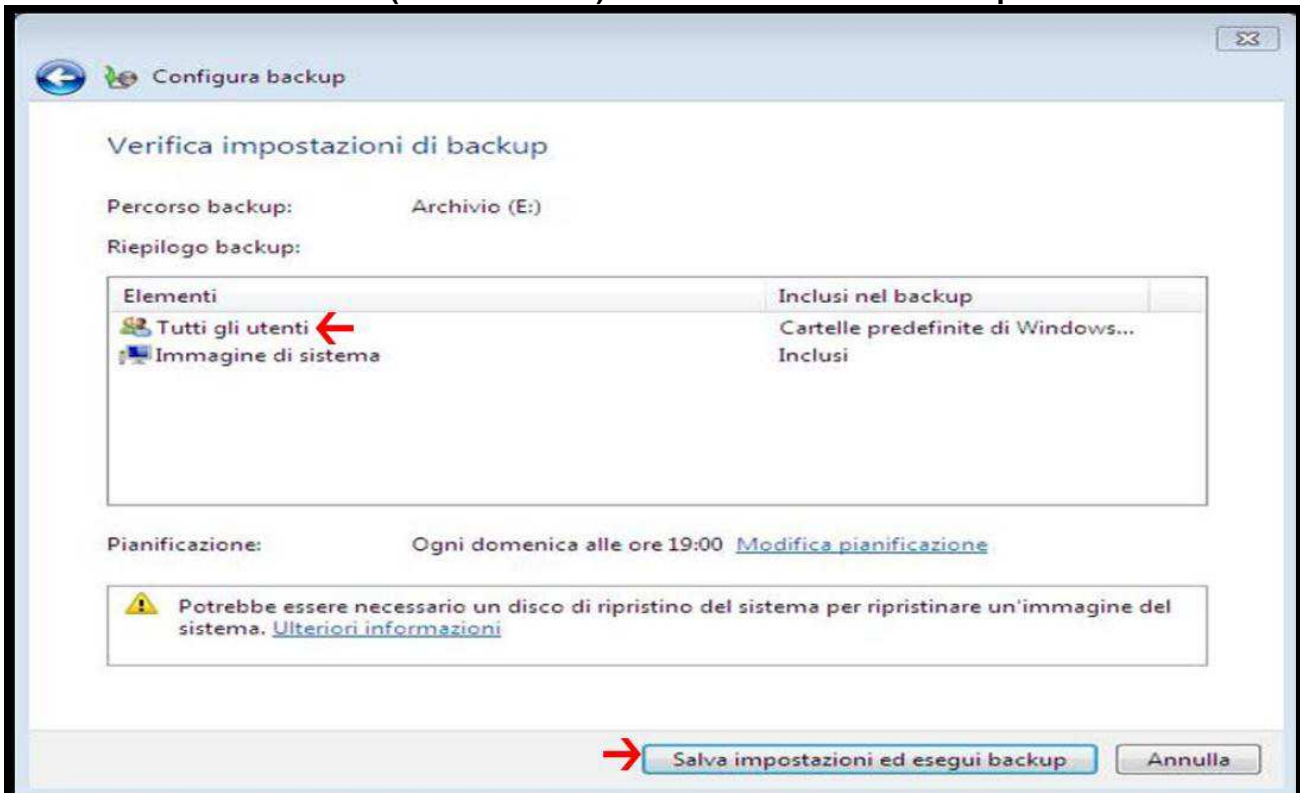 Configura backup
Verifica impostazioni di backup
Percorso backup: Archivio (E:)
Riepilogo backup:
Elementi Inclusi nel backup
Tutti gli utenti Cartelle predefinite di Windows...
Immagine di sistema Inclusi
Pianificazione: Ogni domenica alle ore 19:00 Modifica pianificazione
Potrebbe essere necessario un disco di ripristino del sistema per ripristinare un'immagine del
sistema. Ulteriori informazioni
Salva impostazioni ed esegui backup Annulla